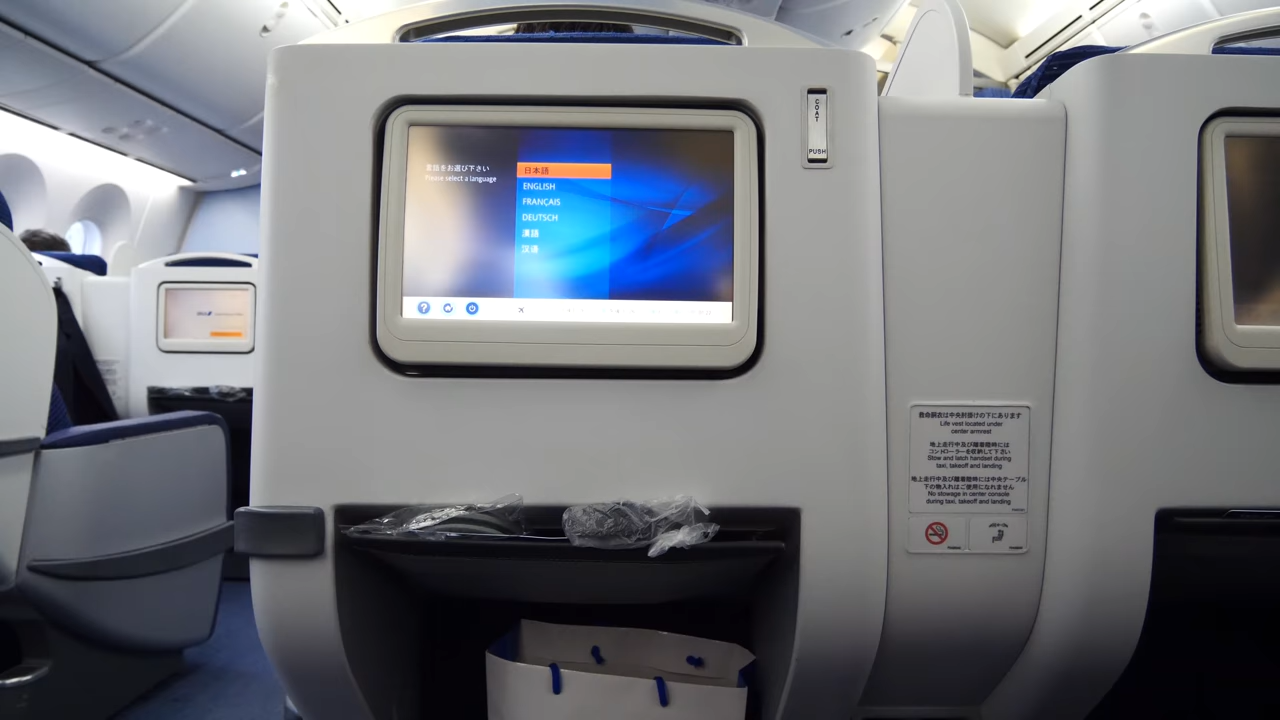 言語をお選び下さい
Please select a language
日本語
ENGLISH
FRANÇAIS
DEUTSCH
漢語
汉语
?
COAT
PUSH
救命胴衣は中央肘掛の下にあります
Life vest located under
center armrest
地上走行中及び離着陸時には
コントローラーを収納して下さい
Stow and latch handset during
taxi, takeoff and landing
地上走行中及び離着陸時には中央テーブル
下の物入れはご使用になれません
No stowage in center console
during taxi, takeoff and landing